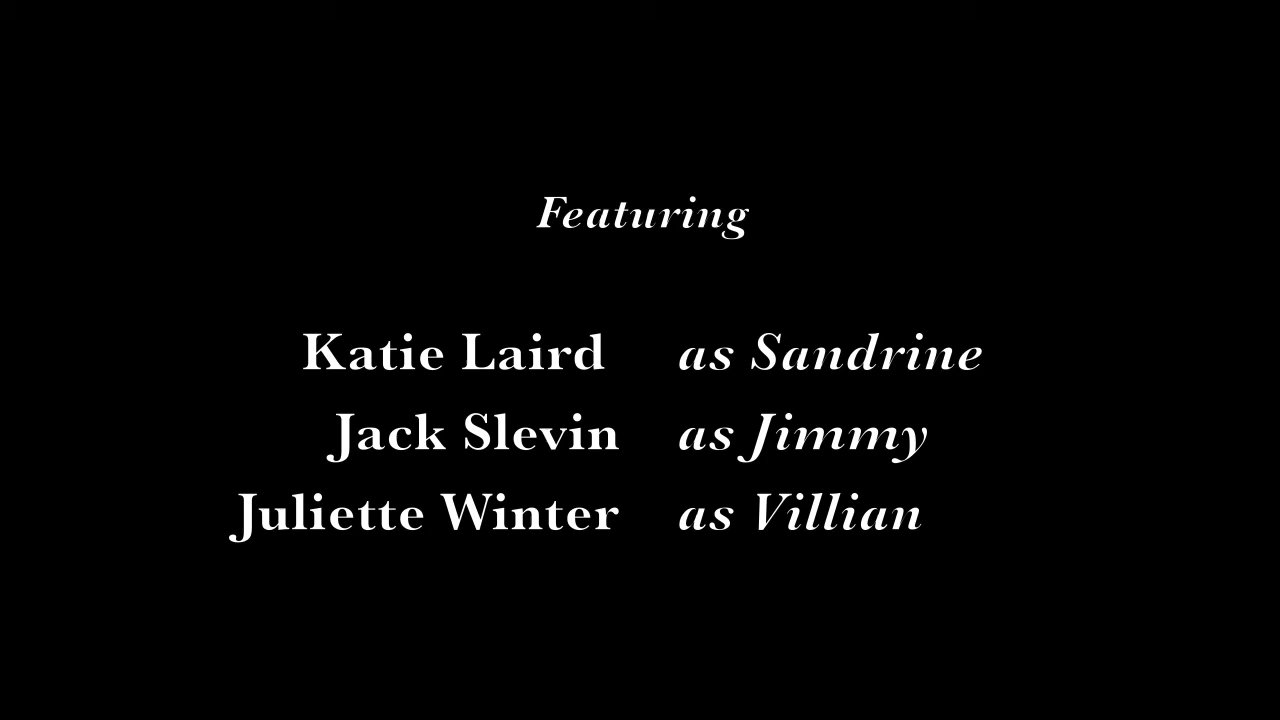 Featuring
Katie Laird as Sandrine
Jack Slevin as Jimmy
Juliette Winter as Villian